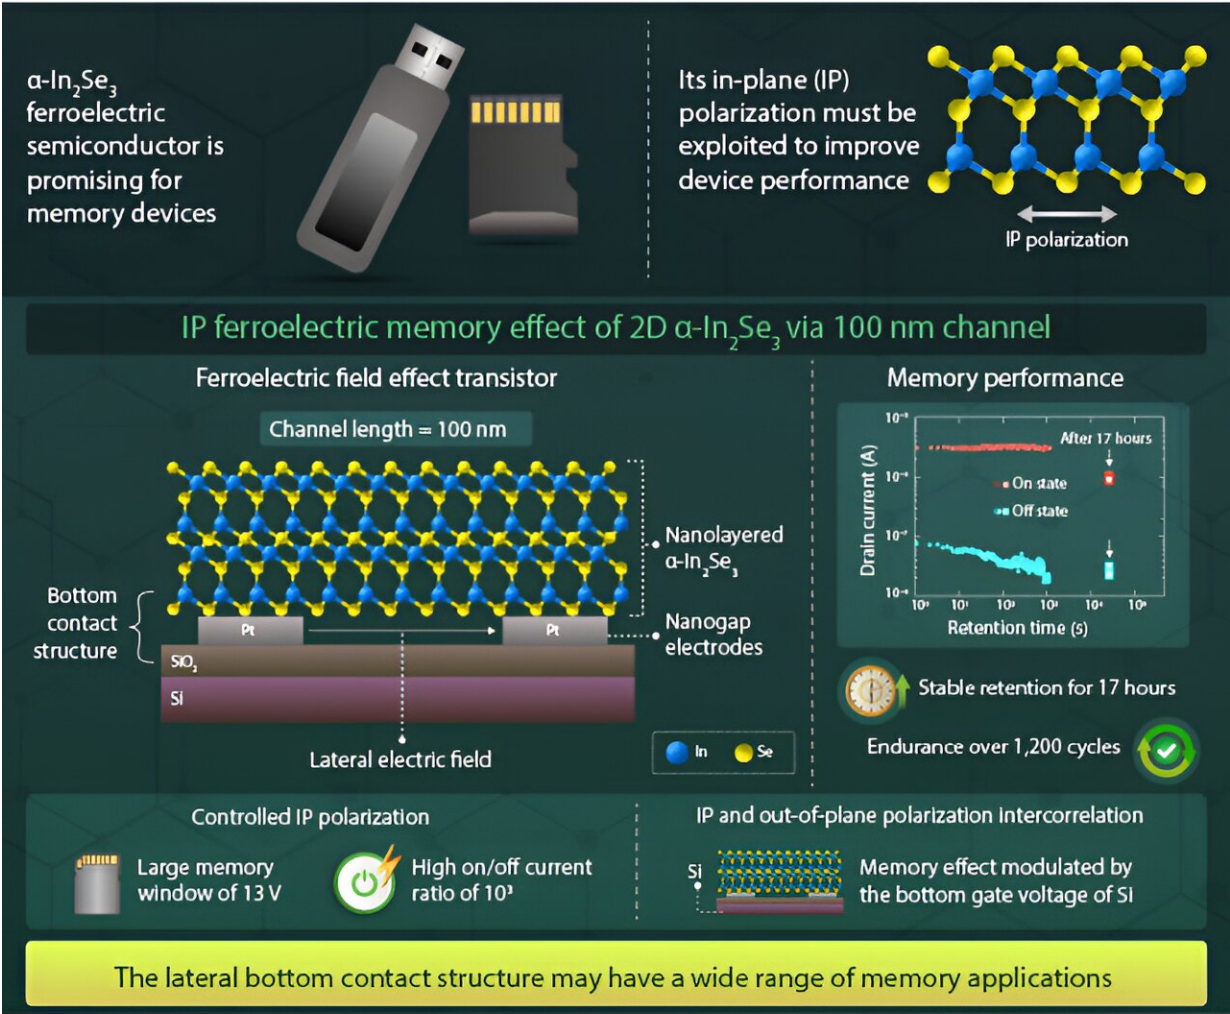 α-In₂Se₃
ferroelectric
semiconductor is
promising for
memory devices
Its in-plane (IP)
polarization must be
exploited to improve
device performance
IP polarization
IP ferroelectric memory effect of 2D α-In₂Se₃ via 100 nm channel
Ferroelectric field effect transistor
Channel length = 100 nm
Nanolayered
α-In₂Se₃
Bottom
contact
structure
Pt
Pt
Nanogap
electrodes
SiO₂
Si
Lateral electric field
In
Se
Memory performance
Drain current (A)
After 17 hours
On state
Off state
10⁰
10¹
10²
10³
10⁴
10⁵
Retention time (s)
Stable retention for 17 hours
Endurance over 1,200 cycles
Controlled IP polarization
Large memory
window of 13 V
High on/off current
ratio of 10³
IP and out-of-plane polarization intercorrelation
Si
Memory effect modulated by
the bottom gate voltage of Si
The lateral bottom contact structure may have a wide range of memory applications